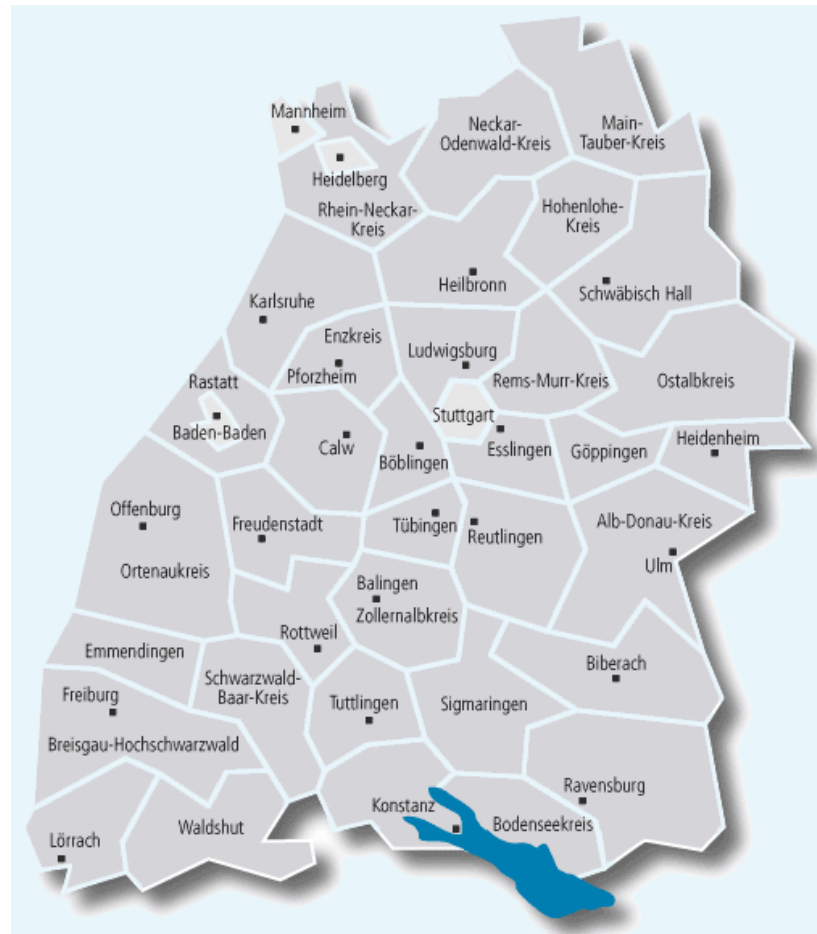 Mannheim
Neckar-
Odenwald-Kreis
Main-
Tauber-Kreis
Heidelberg
Rhein-Neckar-
Kreis
Hohenlohe-
Kreis
Heilbronn
Schwäbisch Hall
Karlsruhe
Enzkreis
Pforzheim
Ludwigsburg
Rems-Murr-Kreis
Ostalbkreis
Rastatt
Baden-Baden
Stuttgart
Calw
Böblingen
Esslingen
Göppingen
Heidenheim
Offenburg
Ortenaukreis
Freudenstadt
Tübingen
Reutlingen
Alb-Donau-Kreis
Ulm
Balingen
Zollernalbkreis
Rottweil
Emmendingen
Schwarzwald-
Baar-Kreis
Biberach
Freiburg
Breisgau-Hochschwarzwald
Tuttlingen
Sigmaringen
Ravensburg
Konstanz
Bodenseekreis
Lörrach
Waldshut